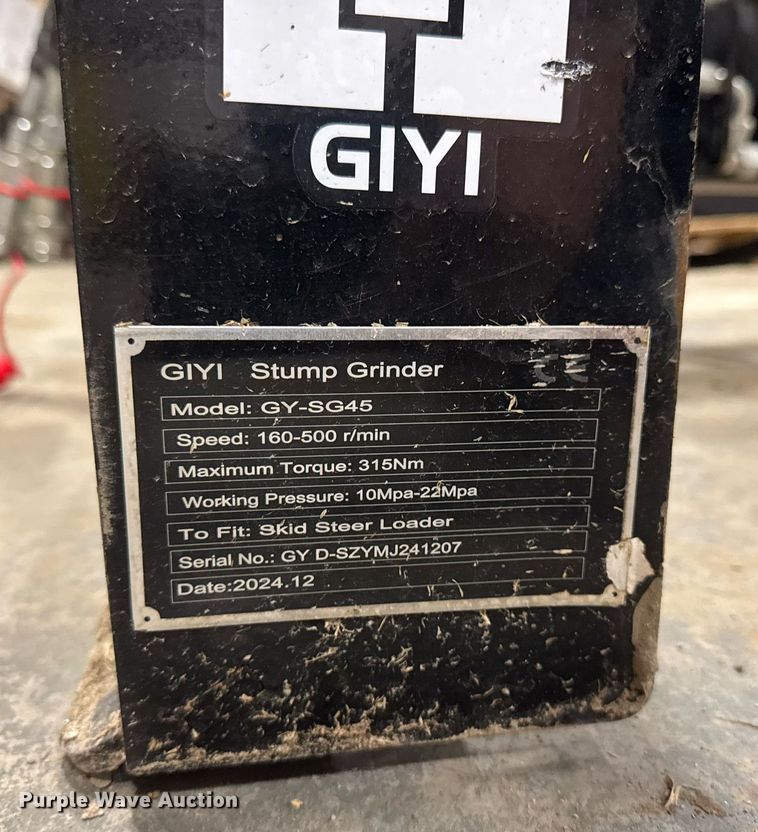 GIYI
GIYI Stump Grinder CE
Model: GY-SG45
Speed: 160-500 r/min
Maximum Torque: 315Nm
Working Pressure: 10Mpa-22Mpa
To Fit: Skid Steer Loader
Serial No.: GY D-SZYMJ241207
Date:2024.12
Purple Wave Auction